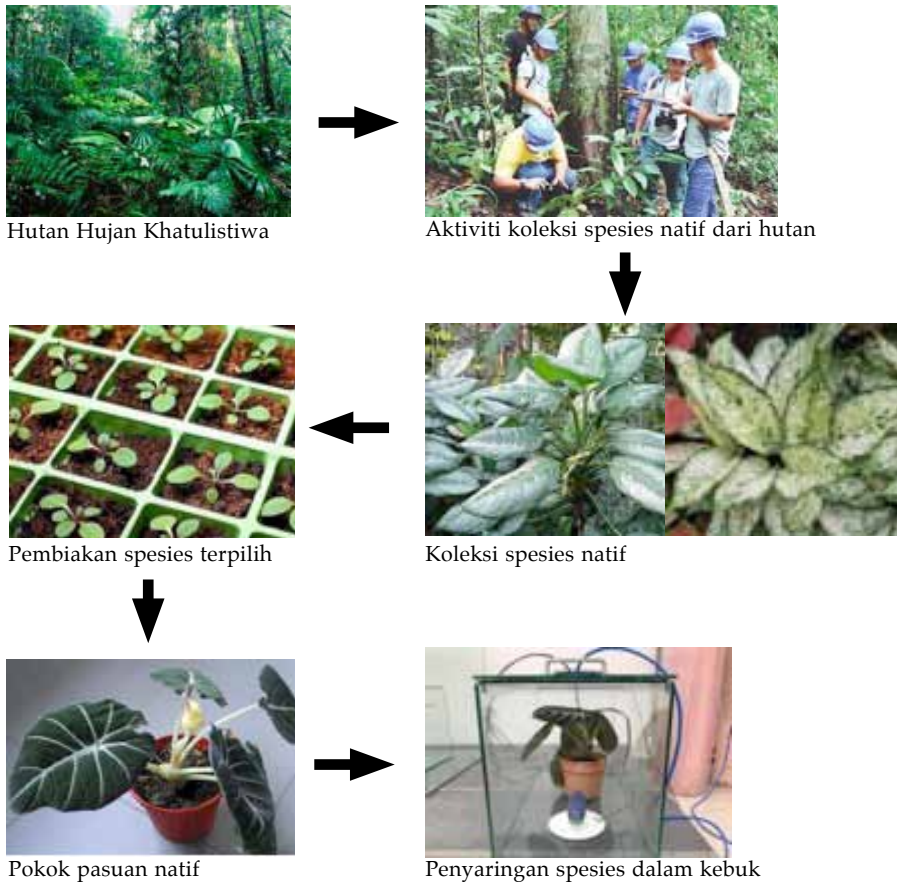 Hutan Hujan Khatulistiwa
Aktiviti koleksi spesies natif dari hutan
Koleksi spesies natif
Pembiakan spesies terpilih
Pokok pasuan natif
Penyaringan spesies dalam kebuk